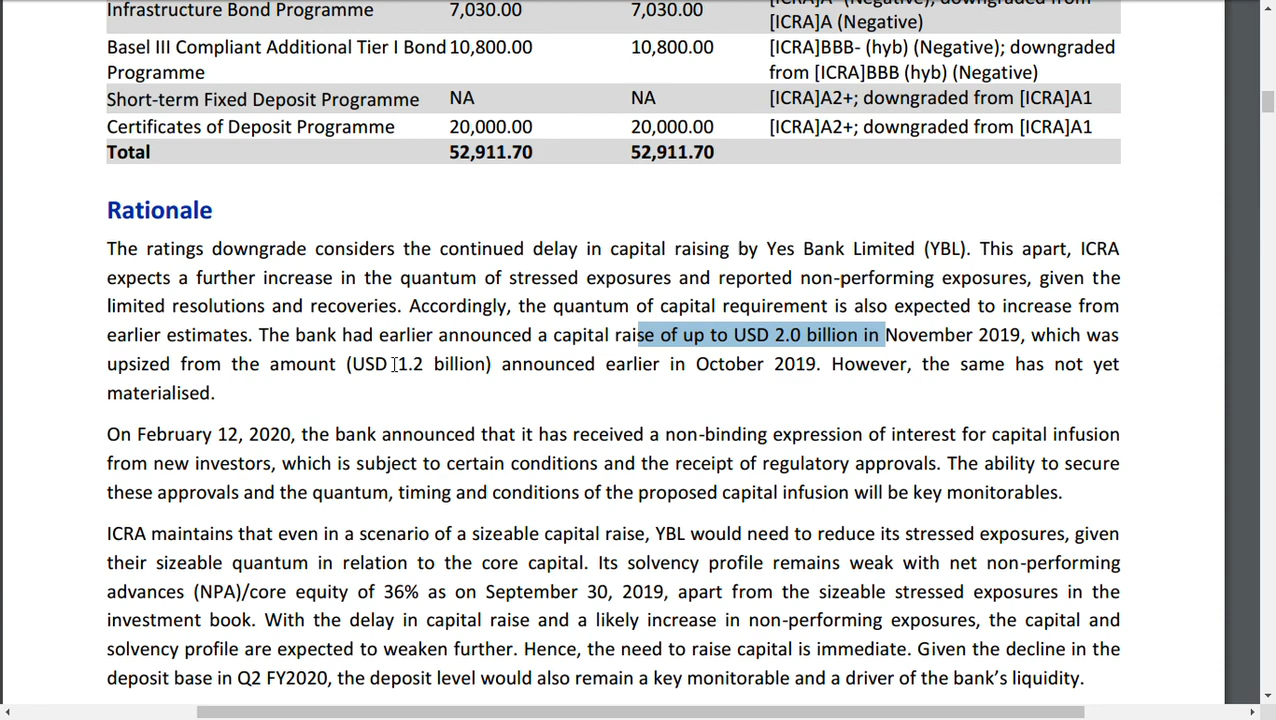 Infrastructure Bond Programme 7,030.00 7,030.00 [ICRA]A (Negative)
Basel III Compliant Additional Tier I Bond 10,800.00 10,800.00 [ICRA]BBB- (hyb) (Negative); downgraded
Programme from [ICRA]BBB (hyb) (Negative)
Short-term Fixed Deposit Programme NA NA [ICRA]A2+; downgraded from [ICRA]A1
Certificates of Deposit Programme 20,000.00 20,000.00 [ICRA]A2+; downgraded from [ICRA]A1
Total 52,911.70 52,911.70
Rationale
The ratings downgrade considers the continued delay in capital raising by Yes Bank Limited (YBL). This apart, ICRA
expects a further increase in the quantum of stressed exposures and reported non-performing exposures, given the
limited resolutions and recoveries. Accordingly, the quantum of capital requirement is also expected to increase from
earlier estimates. The bank had earlier announced a capital raise of up to USD 2.0 billion in November 2019, which was
upsized from the amount (USD 1.2 billion) announced earlier in October 2019. However, the same has not yet
materialised.
On February 12, 2020, the bank announced that it has received a non-binding expression of interest for capital infusion
from new investors, which is subject to certain conditions and the receipt of regulatory approvals. The ability to secure
these approvals and the quantum, timing and conditions of the proposed capital infusion will be key monitorables.
ICRA maintains that even in a scenario of a sizeable capital raise, YBL would need to reduce its stressed exposures, given
their sizeable quantum in relation to the core capital. Its solvency profile remains weak with net non-performing
advances (NPA)/core equity of 36% as on September 30, 2019, apart from the sizeable stressed exposures in the
investment book. With the delay in capital raise and a likely increase in non-performing exposures, the capital and
solvency profile are expected to weaken further. Hence, the need to raise capital is immediate. Given the decline in the
deposit base in Q2 FY2020, the deposit level would also remain a key monitorable and a driver of the bank's liquidity.